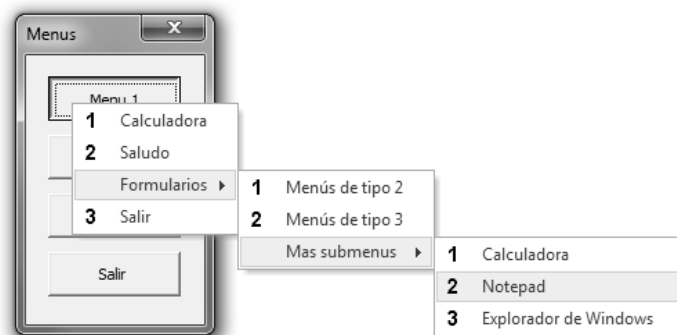 Menus
Menu 1
1 Calculadora
2 Saludo
Formularios
3 Salir
1 Menús de tipo 2
2 Menús de tipo 3
Mas submenus
1 Calculadora
2 Notepad
3 Explorador de Windows
Salir